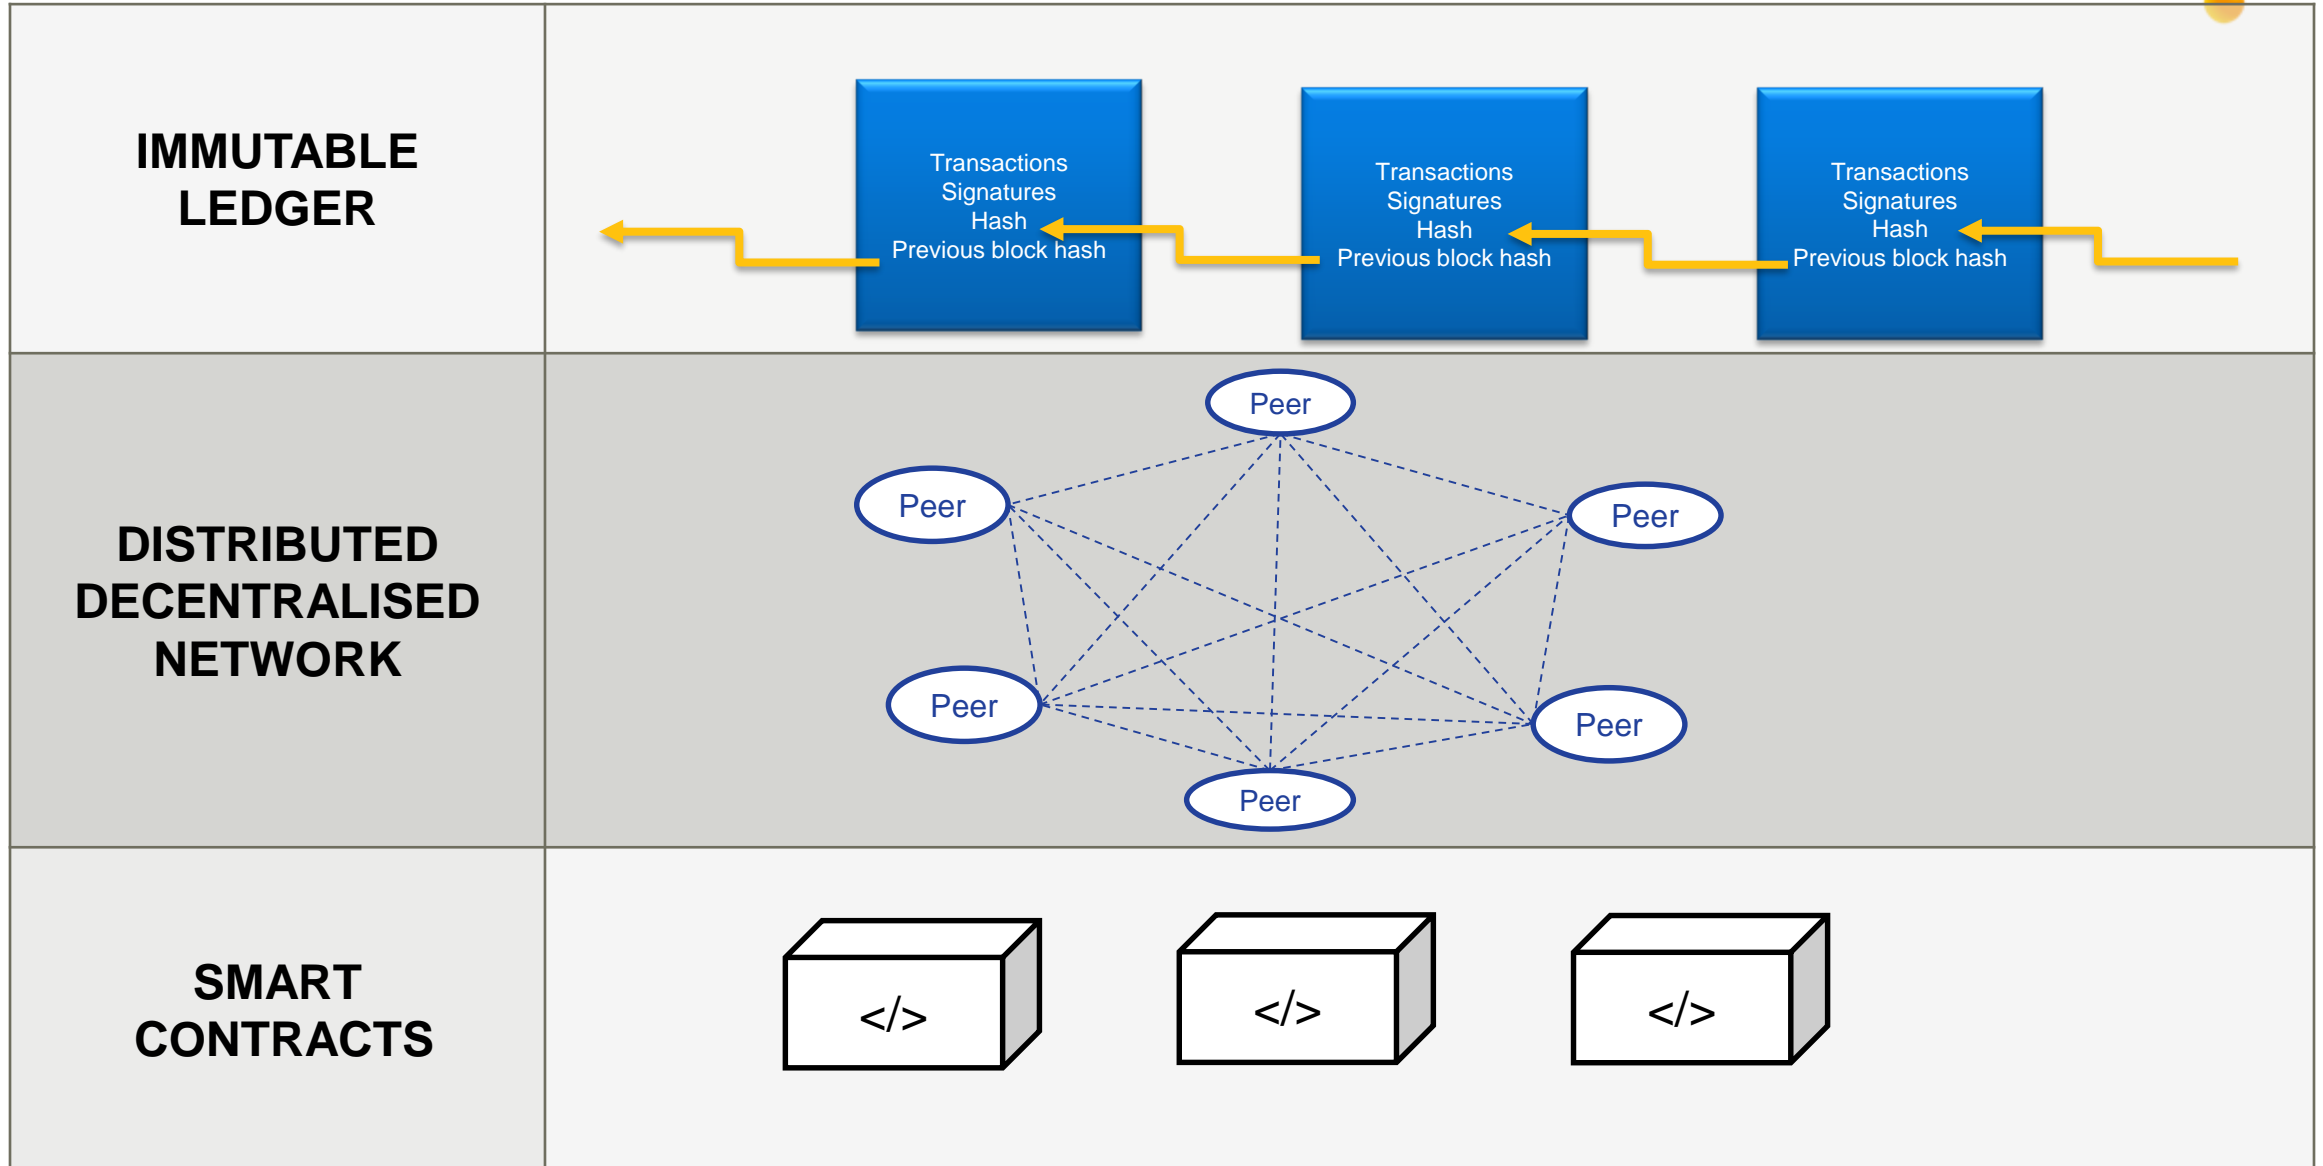 IMMUTABLE
LEDGER
Transactions
Signatures
Hash
Previous block hash
Transactions
Signatures
Hash
Previous block hash
Transactions
Signatures
Hash
Previous block hash
DISTRIBUTED
DECENTRALISED
NETWORK
Peer
Peer
Peer
Peer
Peer
Peer
SMART
CONTRACTS
</>
</>
</>